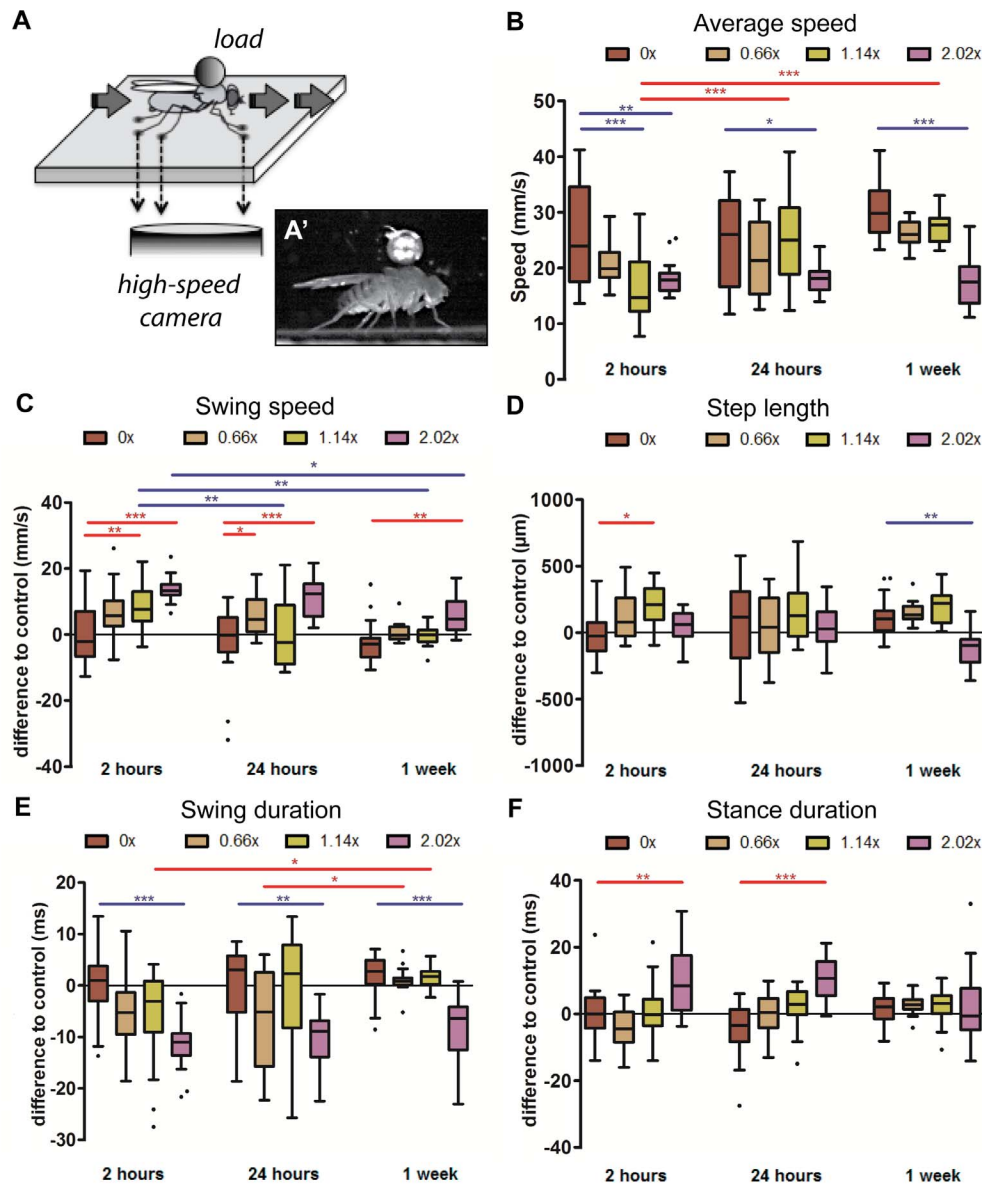 A
load
high-speed
camera
A'
B
Average speed
0x 0.66x 1.14x 2.02x
***
***
** * ***
***
Speed (mm/s)
50
40
30
20
10
0
2 hours 24 hours 1 week
C
Swing speed
0x 0.66x 1.14x 2.02x
*
**
**
*** *** **
** *
difference to control (mm/s)
40
20
0
-20
-40
2 hours 24 hours 1 week
D
Step length
0x 0.66x 1.14x 2.02x
* **
difference to control (µm)
1000
500
0
-500
-1000
2 hours 24 hours 1 week
E
Swing duration
0x 0.66x 1.14x 2.02x
*
*
*** ** ***
difference to control (ms)
20
10
0
-10
-20
-30
2 hours 24 hours 1 week
F
Stance duration
0x 0.66x 1.14x 2.02x
** ***
difference to control (ms)
40
20
0
-20
-40
2 hours 24 hours 1 week